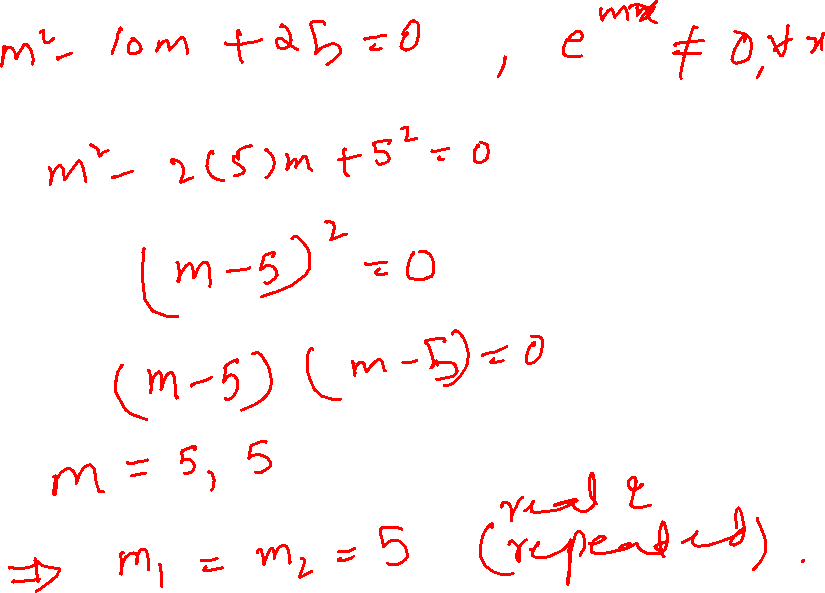 m² - 10m + 25 = 0 , e^{mx} ≠ 0, ∀ x
m² - 2(5)m + 5² = 0
(m-5)² = 0
(m-5) (m-5) = 0
m = 5, 5
⇒ m₁ = m₂ = 5 (real & repeated).